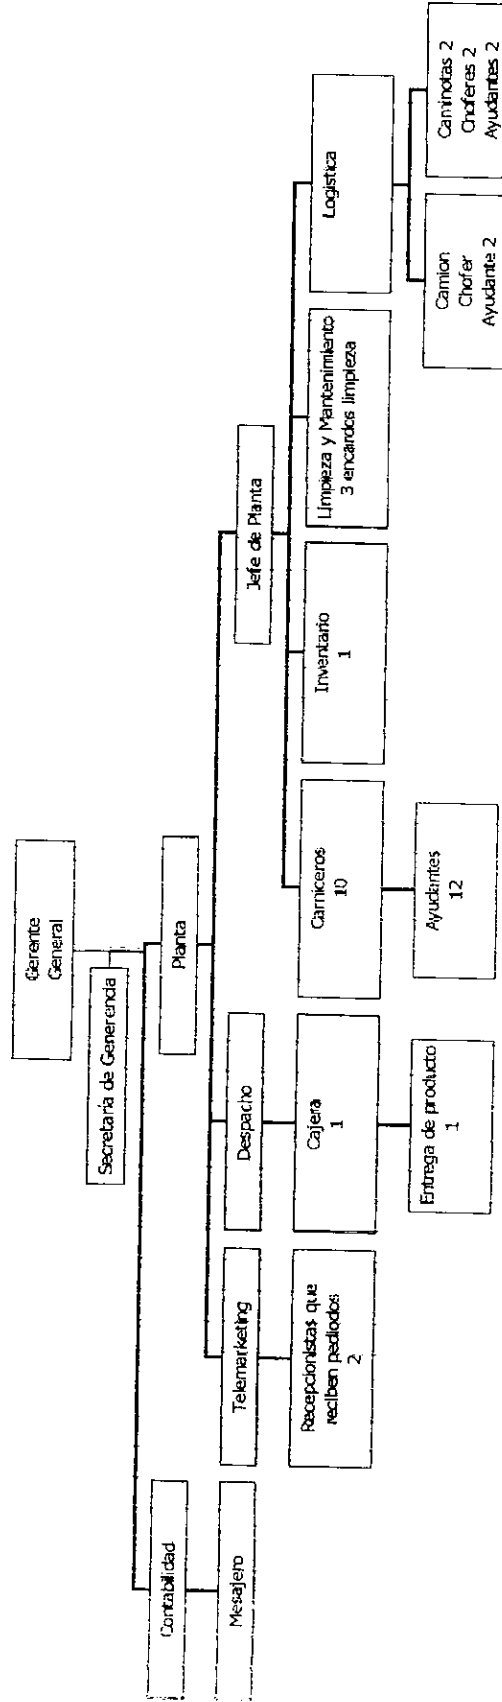 Gerente
General
Secretaría de Generencia
Contabilidad
Planta
Mesajero
Telemarketing
Despacho
Jefe de Planta
Recepcionistas que
reciben pediodos
2
Cajera
1
Carniceros
10
Inventario
1
Limpieza y Mantenimiento
3 encardos limpieza
Logistica
Entrega de producto
1
Ayudantes
12
Camion
Chofer
Ayudante 2
Caminotas 2
Choferes 2
Ayudantes 2